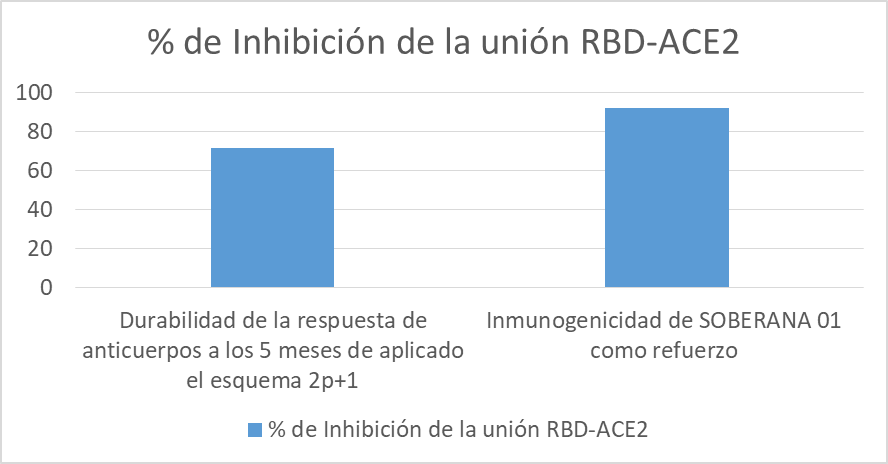 % de Inhibición de la unión RBD-ACE2
100
80
60
40
20
0
Durabilidad de la respuesta de
anticuerpos a los 5 meses de aplicado
el esquema 2p+1
Inmunogenicidad de SOBERANA 01
como refuerzo
% de Inhibición de la unión RBD-ACE2